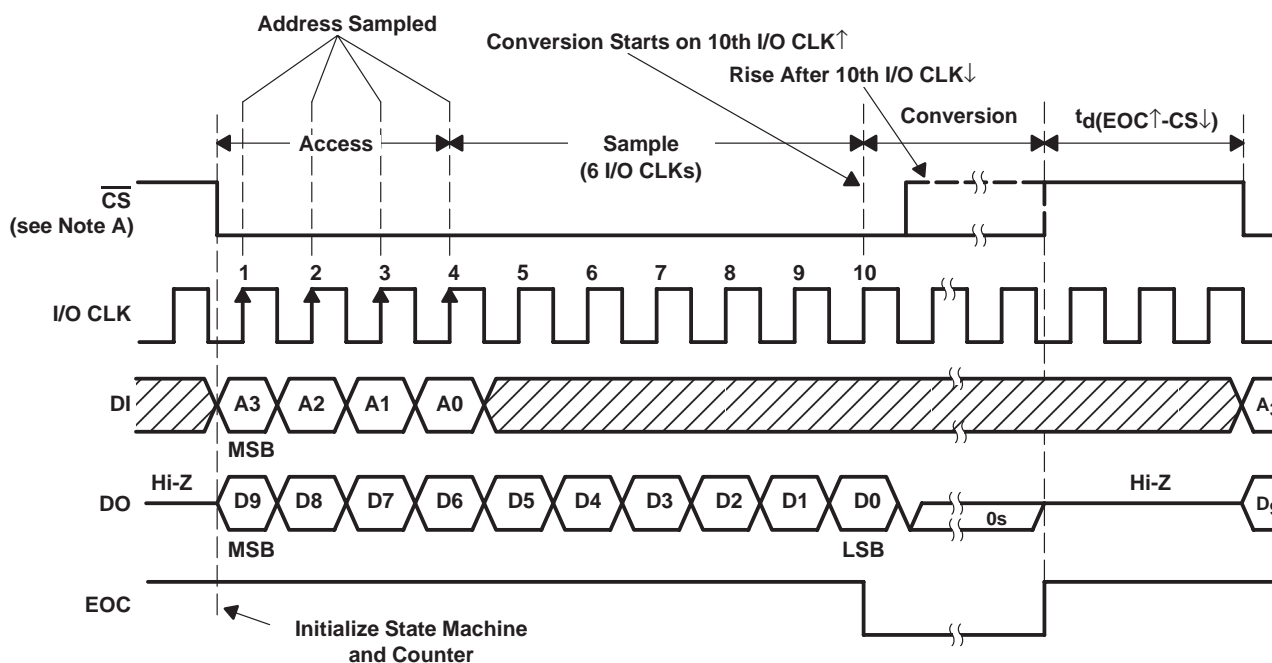 Address Sampled
Conversion Starts on 10th I/O CLK↑
Rise After 10th I/O CLK↓
Access
Sample
(6 I/O CLKs)
Conversion
td(EOC↑-CS↓)
CS
(see Note A)
1 2 3 4 5 6 7 8 9 10
I/O CLK
DI A3 A2 A1 A0
MSB
Hi-Z Hi-Z
DO D9 D8 D7 D6 D5 D4 D3 D2 D1 D0 0s
MSB LSB
EOC
Initialize State Machine
and Counter